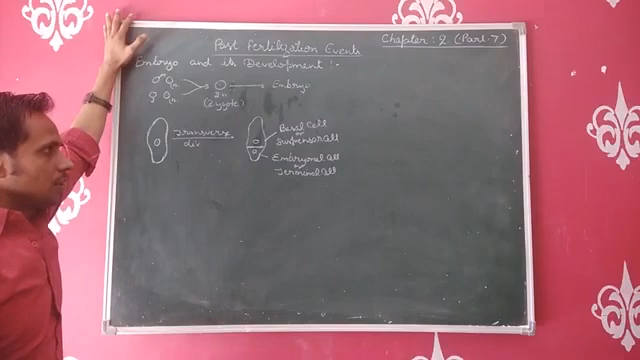 Post Fertilization Events
Chapter : 2. (Part-7)
Embryo and its Development :-
♂ (n)
♀ (n)
2n
(Zygote)
Embryo
Transverse
div
Basal Cell
or
Suspensor Cell
Embryonal Cell
or
Terminal Cell